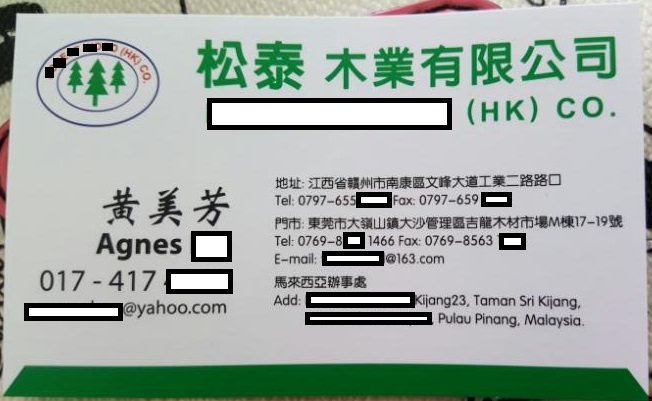 (HK) CO.
松泰 木業有限公司
(HK) CO.
黄美芳
Agnes
017 - 417
@yahoo.com
地址: 江西省贛州市南康區文峰大道工業二路路口
Tel: 0797-655 Fax: 0797-659
門市: 東莞市大嶺山鎮大沙管理區吉龍木材市場M棟17-19號
Tel: 0769-8 1466 Fax: 0769-8563
E-mail: @163.com
馬來西亞辦事處
Add: Kijang23, Taman Sri Kijang,
Pulau Pinang, Malaysia.